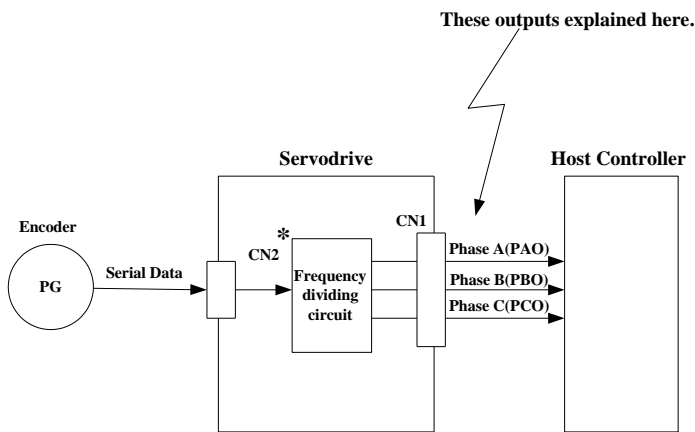 These outputs explained here.
Servodrive
Host Controller
Encoder
PG
Serial Data
CN2
*
Frequency
dividing
circuit
CN1
Phase A(PAO)
Phase B(PBO)
Phase C(PCO)